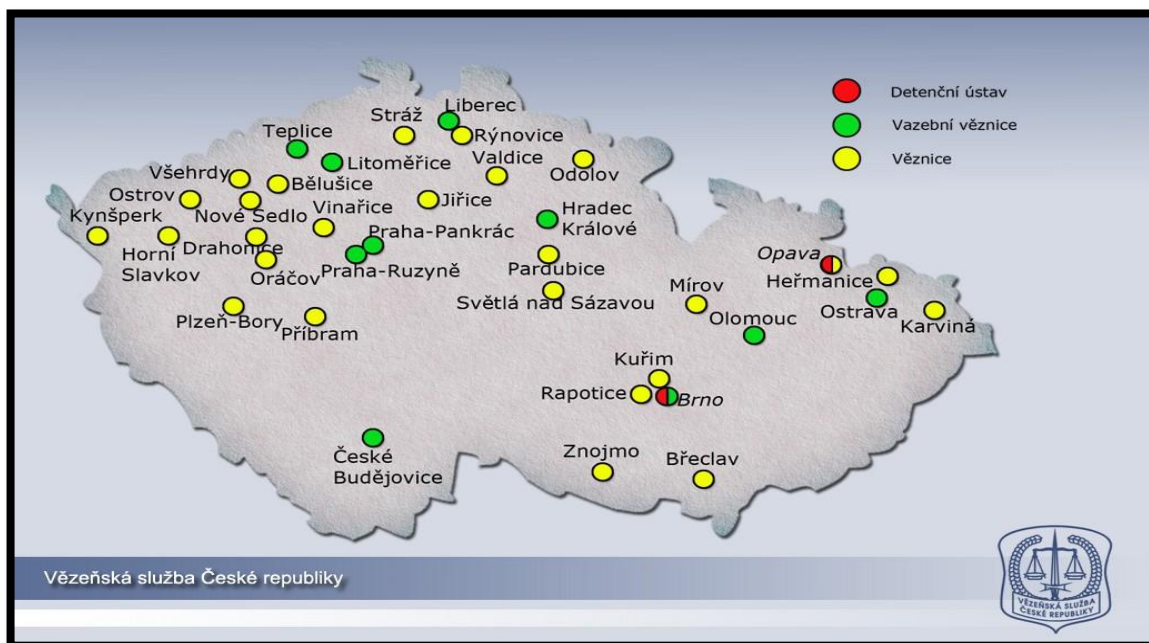 Detenční ústav
Vazební věznice
Věznice
Liberec
Stráž
Rýnovice
Teplice
Litoměřice
Valdice
Odolov
Všehrdy
Bělušice
Ostrov
Nové Sedlo
Vinařice
Jiřice
Kynšperk
Hradec
Králové
Praha-Pankrác
Horní
Slavkov
Drahonice
Oráčov
Praha-Ruzyně
Pardubice
Opava
Heřmanice
Mírov
Světlá nad Sázavou
Ostrava
Karviná
Plzeň-Bory
Příbram
Olomouc
Kuřim
Rapotice
Brno
České
Budějovice
Znojmo
Břeclav
Vězeňská služba České republiky
VĚZEŇSKÁ SLUŽBA
ČESKÉ REPUBLIKY